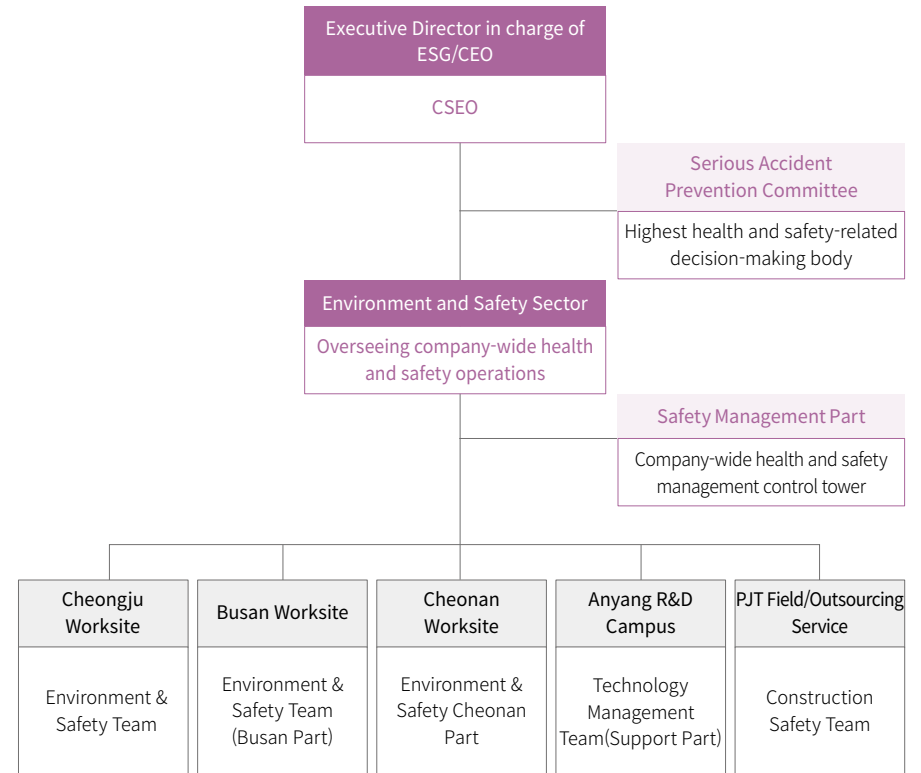 Executive Director in charge of
ESG/CEO
CSEO
Serious Accident
Prevention Committee
Highest health and safety-related
decision-making body
Environment and Safety Sector
Overseeing company-wide health
and safety operations
Safety Management Part
Company-wide health and safety
management control tower
Cheongju
Worksite
Environment &
Safety Team
Busan Worksite
Environment &
Safety Team
(Busan Part)
Cheonan
Worksite
Environment &
Safety Cheonan
Part
Anyang R&D
Campus
Technology
Management
Team(Support Part)
PJT Field/Outsourcing
Service
Construction
Safety Team